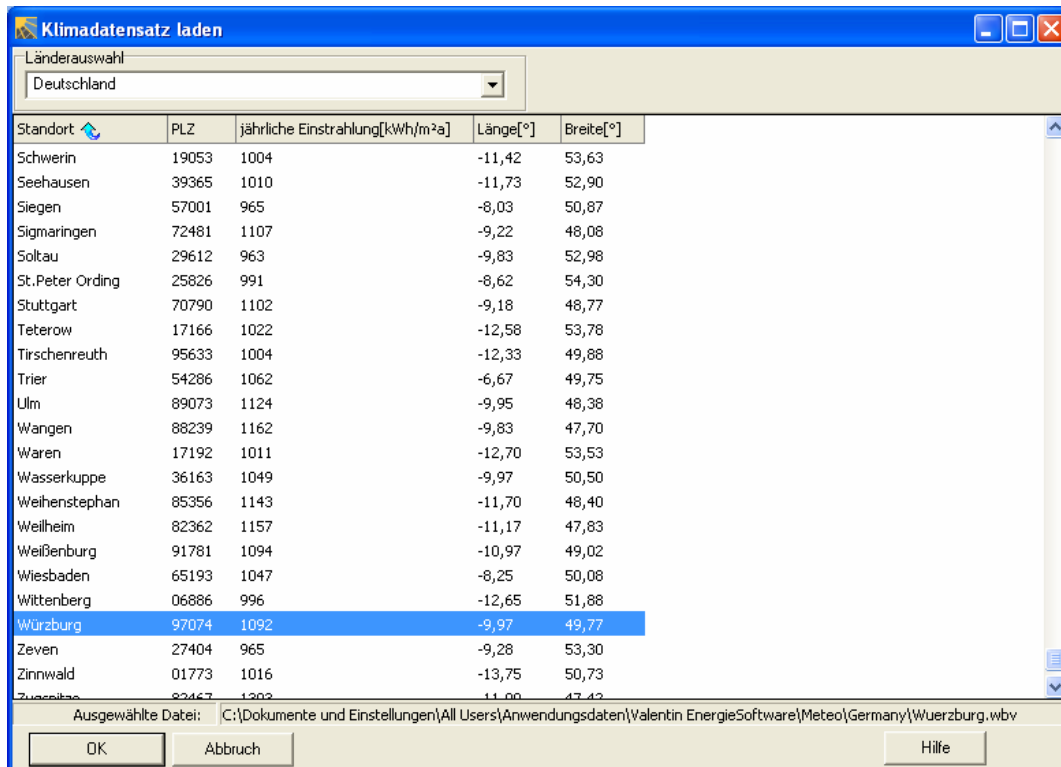 Klimadatensatz laden
Länderauswahl
Deutschland
Standort PLZ jährliche Einstrahlung[kWh/m²a] Länge[°] Breite[°]
Schwerin 19053 1004 -11,42 53,63
Seehausen 39365 1010 -11,73 52,90
Siegen 57001 965 -8,03 50,87
Sigmaringen 72481 1107 -9,22 48,08
Soltau 29612 963 -9,83 52,98
St.Peter Ording 25826 991 -8,62 54,30
Stuttgart 70790 1102 -9,18 48,77
Teterow 17166 1022 -12,58 53,78
Tirschenreuth 95633 1004 -12,33 49,88
Trier 54286 1062 -6,67 49,75
Ulm 89073 1124 -9,95 48,38
Wangen 88239 1162 -9,83 47,70
Waren 17192 1011 -12,70 53,53
Wasserkuppe 36163 1049 -9,97 50,50
Weihenstephan 85356 1143 -11,70 48,40
Weilheim 82362 1157 -11,17 47,83
Weißenburg 91781 1094 -10,97 49,02
Wiesbaden 65193 1047 -8,25 50,08
Wittenberg 06886 996 -12,65 51,88
Würzburg 97074 1092 -9,97 49,77
Zeven 27404 965 -9,28 53,30
Zinnwald 01773 1016 -13,75 50,73
Zugspitze 82467
Ausgewählte Datei: C:\Dokumente und Einstellungen\All Users\Anwendungsdaten\Valentin EnergieSoftware\Meteo\Germany\Wuerzburg.wbv
OK Abbruch Hilfe